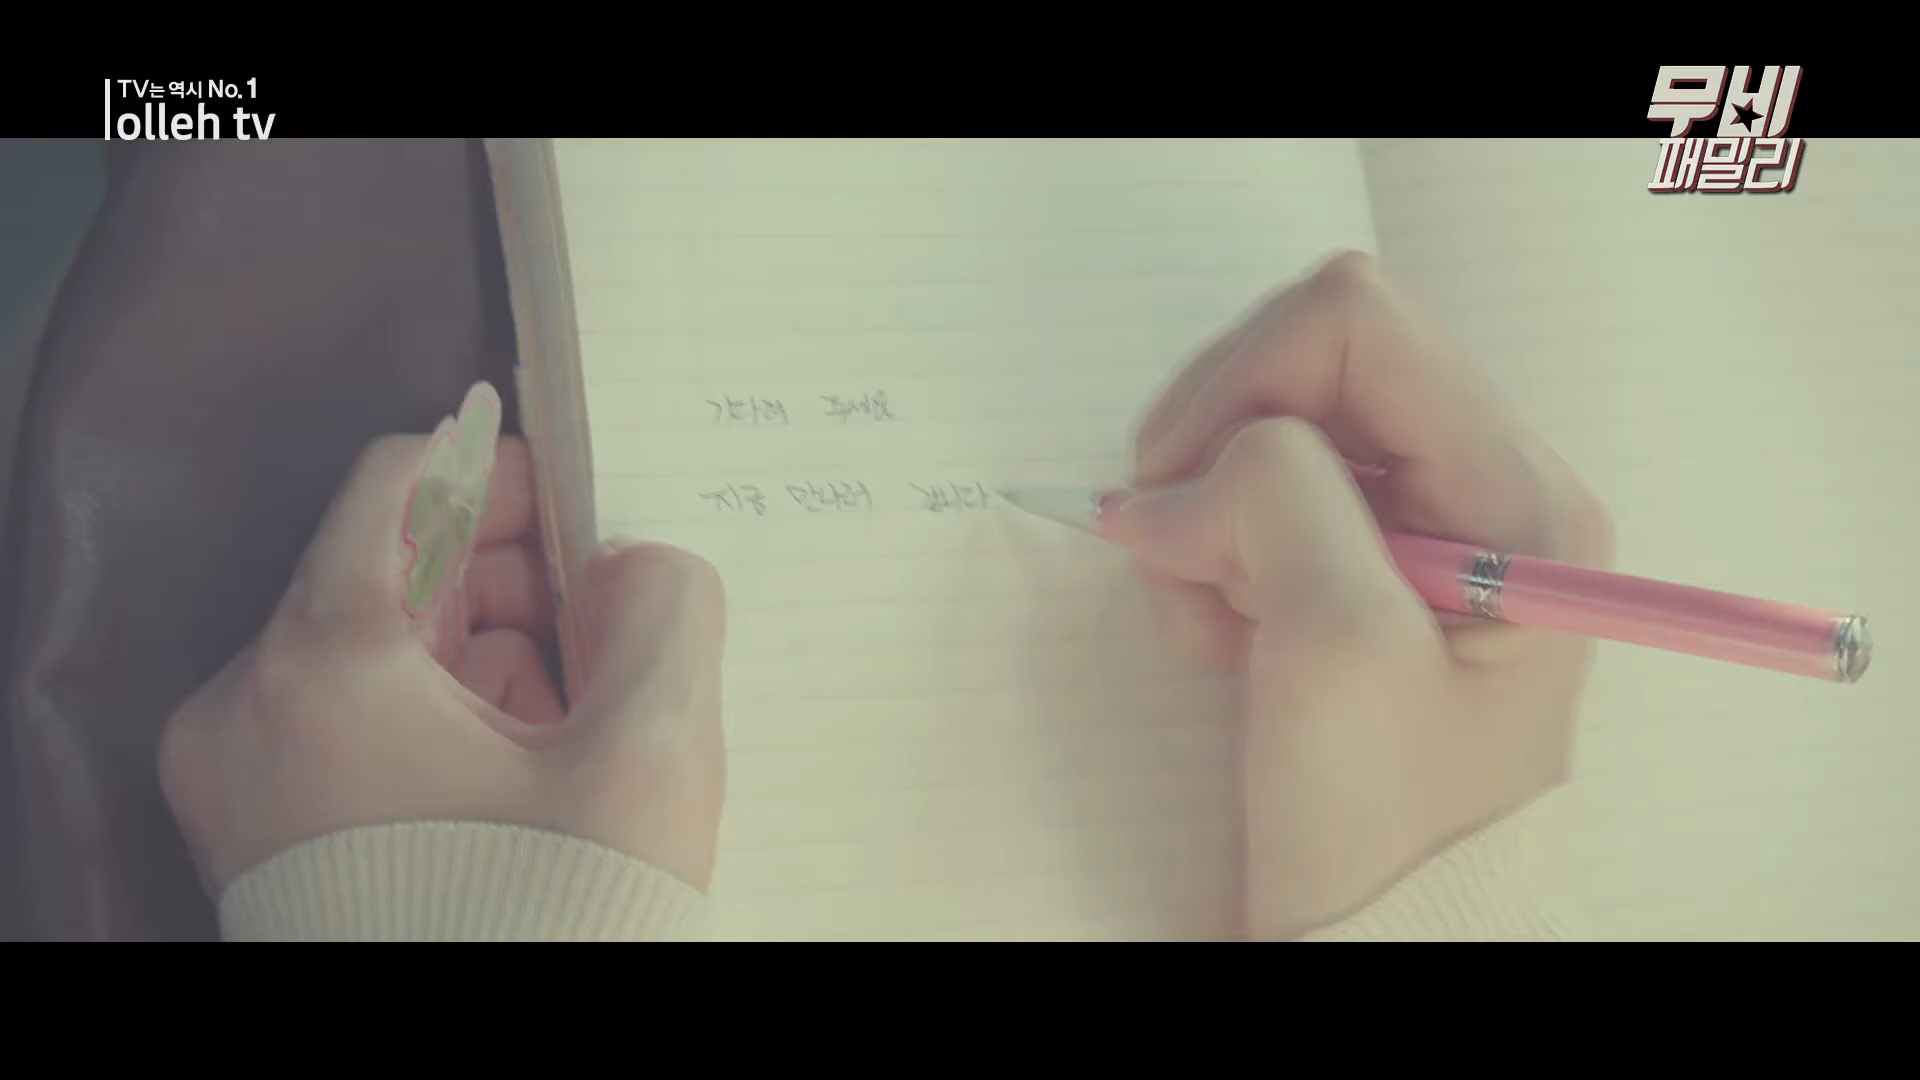 TV는 역시 No.1
olleh tv
무비
패밀리
기다려 주세요
지금 만나러 갑니다